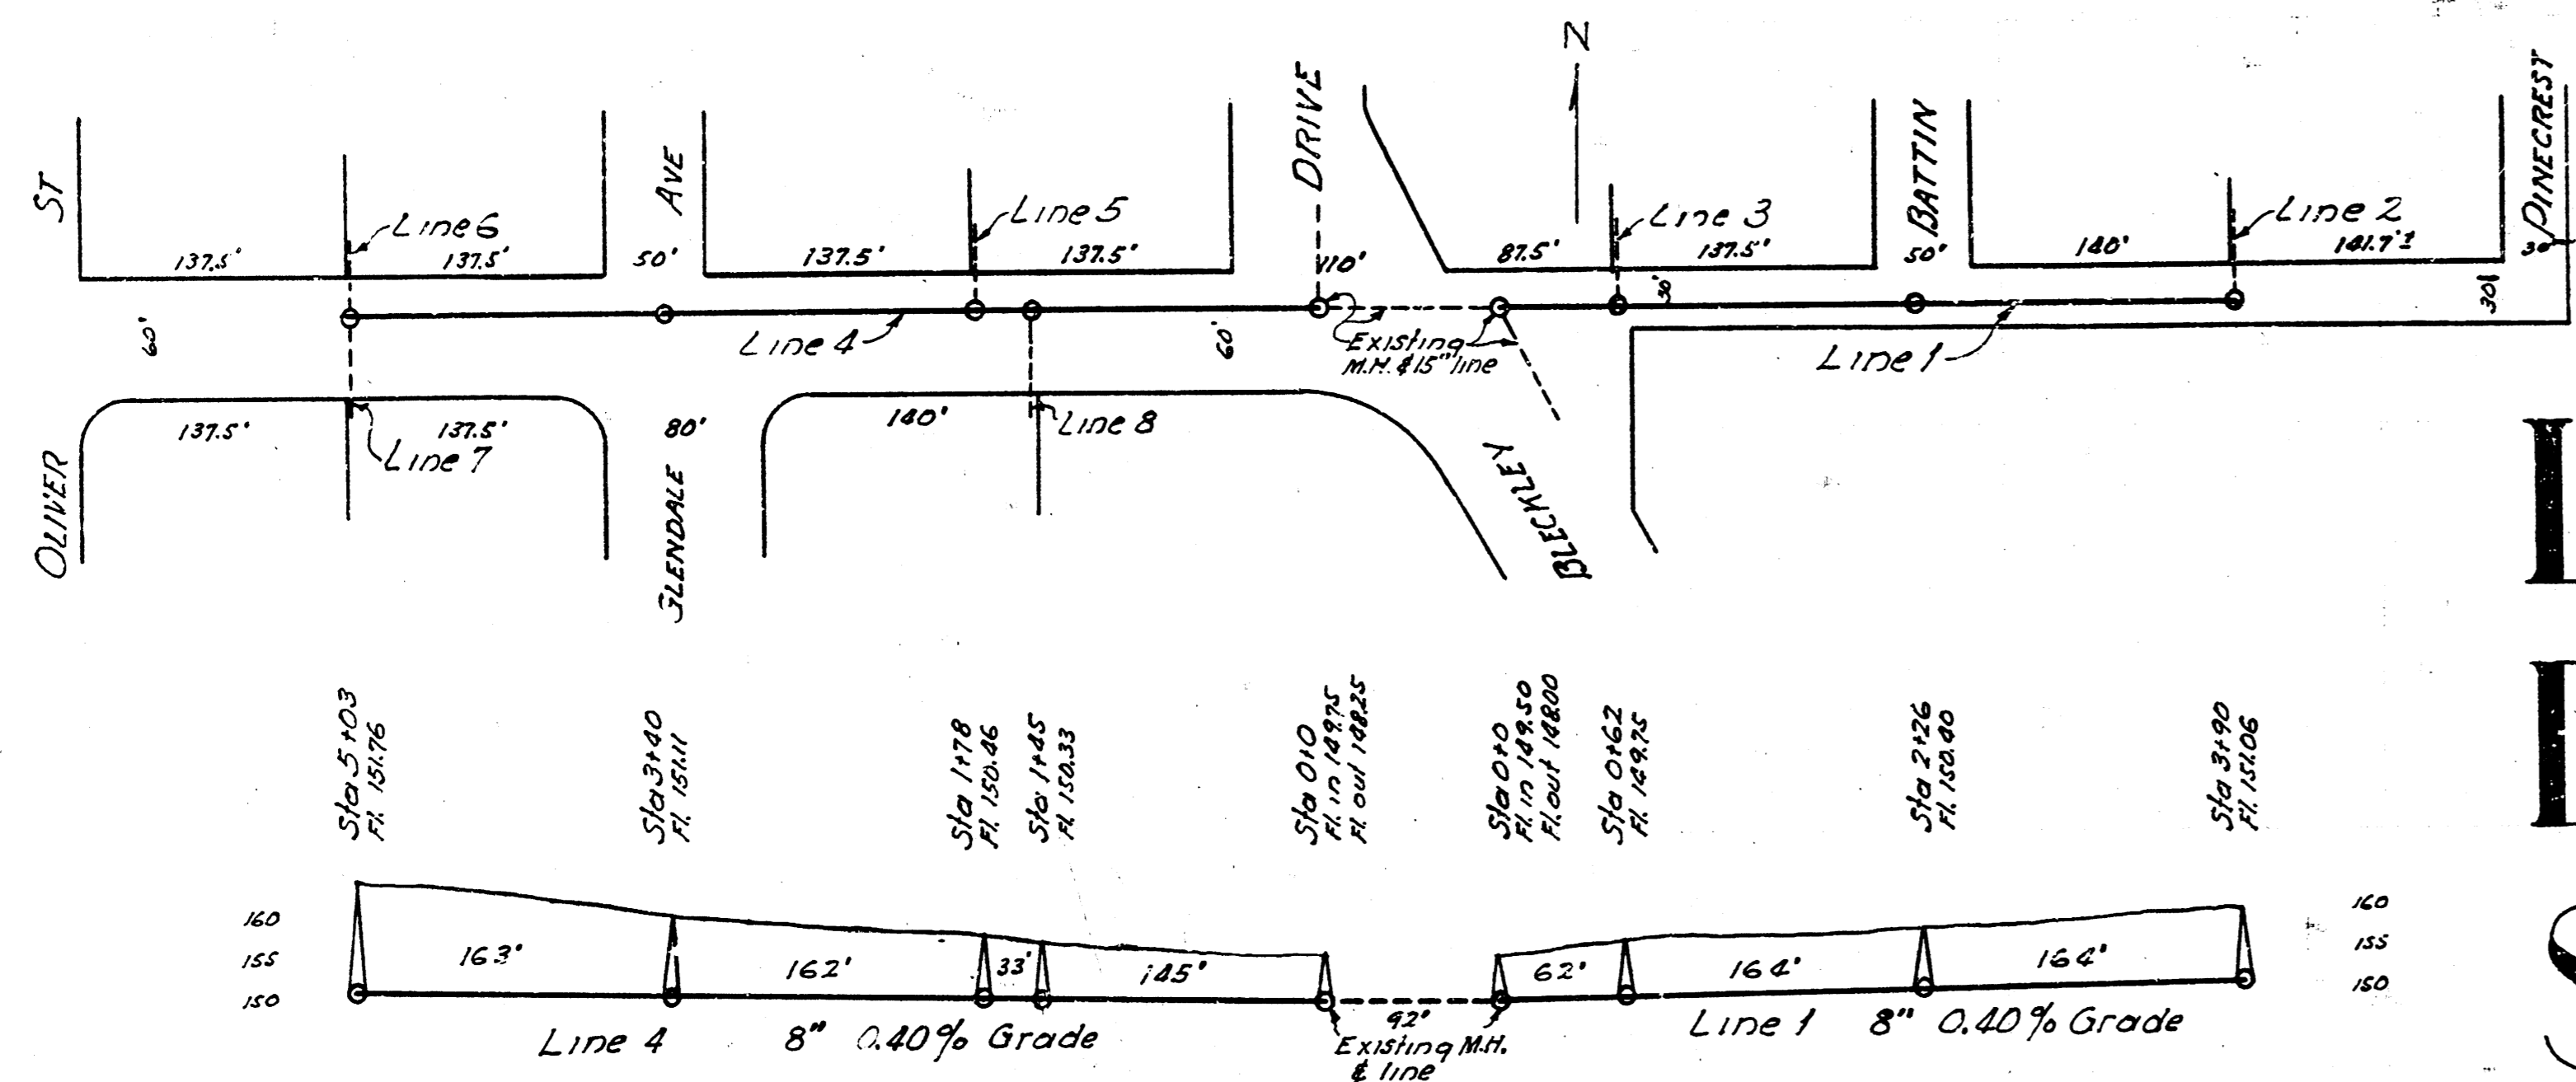 ST
AVE
DRIVE
N
BATTIN
PINECREST
Line 6
Line 5
Line 3
Line 2
137.5'
137.5'
50'
137.5'
137.5'
110'
87.5'
137.5'
50'
140'
141.7'±
30'
60'
Line 4
60'
Existing
M.H. & 15" line
30'
Line 1
30'
137.5'
137.5'
80'
140'
Line 8
Line 7
OLIVER
GLENDALE
BLECKLEY
Sta 5+03
Fl. 151.76
Sta 3+40
Fl. 151.11
Sta 1+78
Fl. 150.46
Sta 1+45
Fl. 150.33
Sta 0+0
Fl. in 149.75
Fl. out 148.25
Sta 0+0
Fl. in 149.50
Fl. out 148.00
Sta 0+62
Fl. 149.75
Sta 2+26
Fl. 150.40
Sta 3+90
Fl. 151.06
160
155
150
163'
162'
33'
145'
62'
164'
164'
160
155
150
92'
Line 4 8" 0.40% Grade
Existing M.H.
& line
Line 1 8" 0.40% Grade